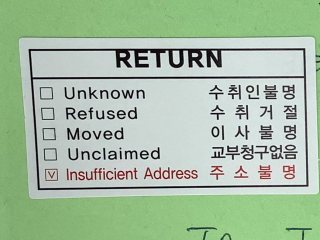 RETURN
☐ Unknown 수취인불명
☐ Refused 수취거절
☐ Moved 이사불명
☐ Unclaimed 교부청구없음
☑ Insufficient Address 주소불명